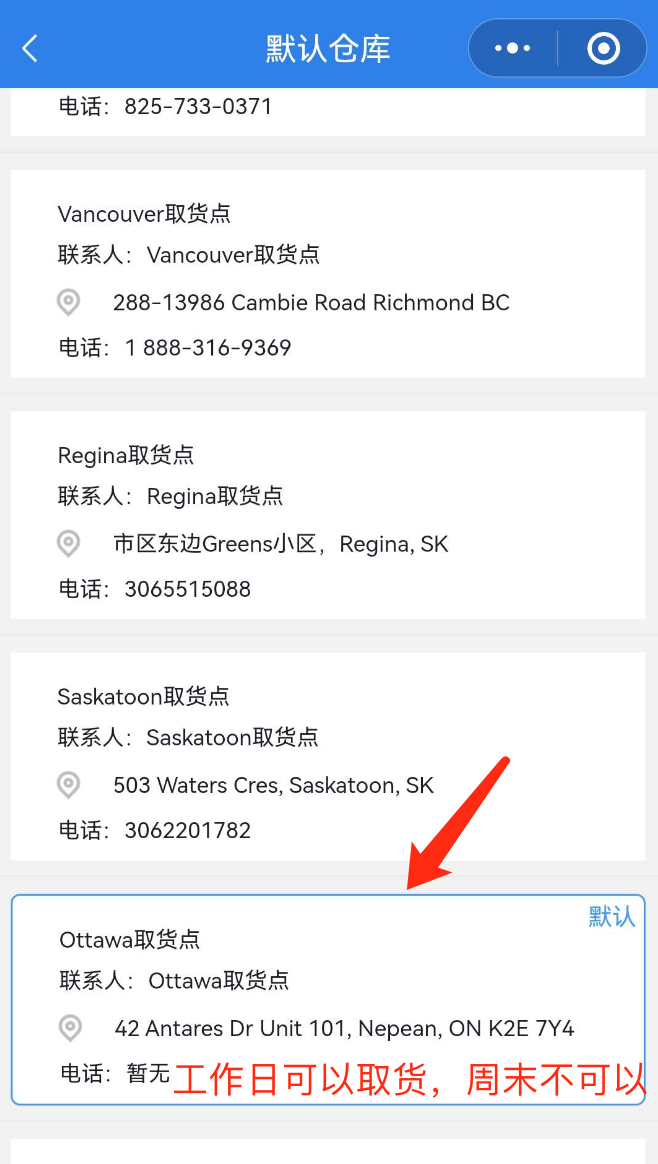 默认仓库
电话：825-733-0371
Vancouver取货点
联系人：Vancouver取货点
288-13986 Cambie Road Richmond BC
电话：1 888-316-9369
Regina取货点
联系人：Regina取货点
市区东边Greens小区，Regina, SK
电话：3065515088
Saskatoon取货点
联系人：Saskatoon取货点
503 Waters Cres, Saskatoon, SK
电话：3062201782
默认
Ottawa取货点
联系人：Ottawa取货点
42 Antares Dr Unit 101, Nepean, ON K2E 7Y4
电话：暂无 工作日可以取货，周末不可以